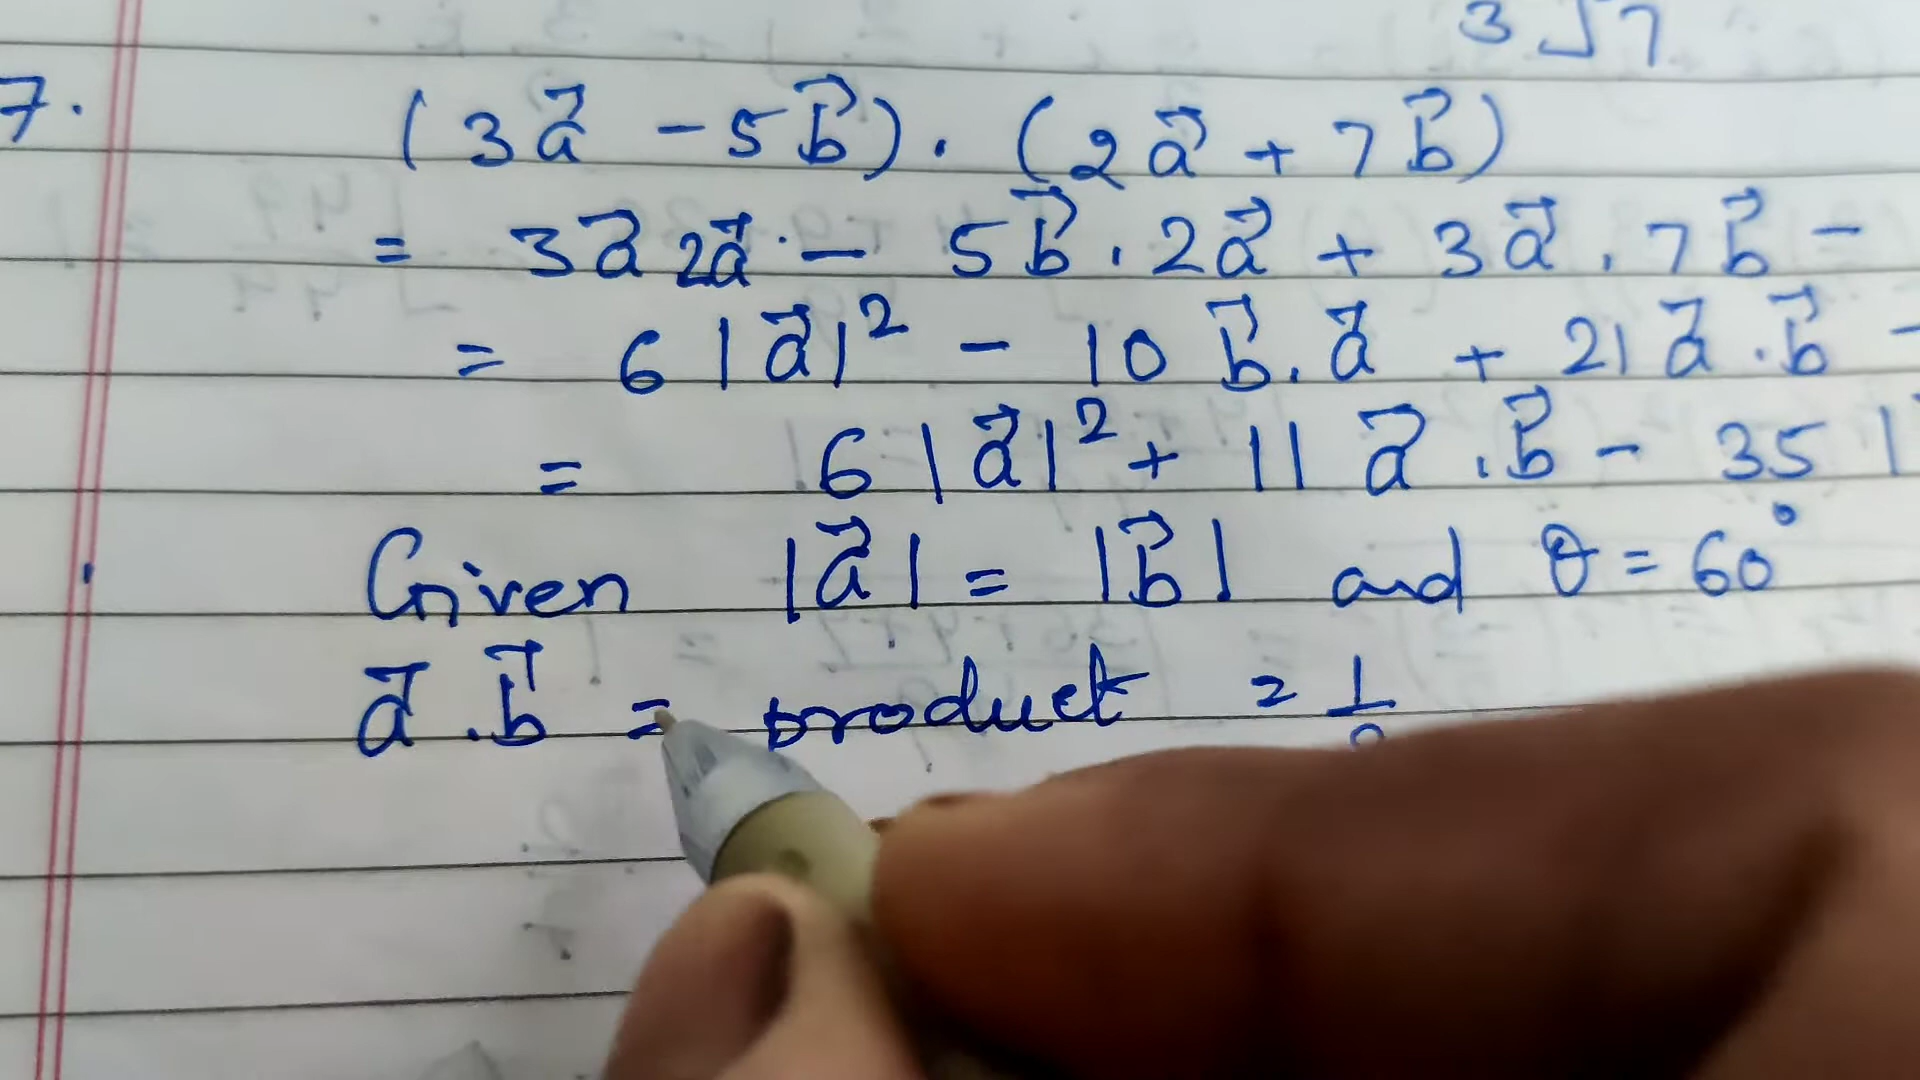 3√7
7. (3a⃗ - 5b⃗) . (2a⃗ + 7b⃗)
= 3a⃗ 2a⃗ · - 5b⃗ . 2a⃗ + 3a⃗ . 7b⃗ -
= 6 |a⃗|² - 10 b⃗ . a⃗ + 21 a⃗ . b⃗ -
= 6 |a⃗|² + 11 a⃗ . b⃗ - 35 |
Given |a⃗| = |b⃗| and θ = 60°
a⃗ . b⃗ = product = 1/